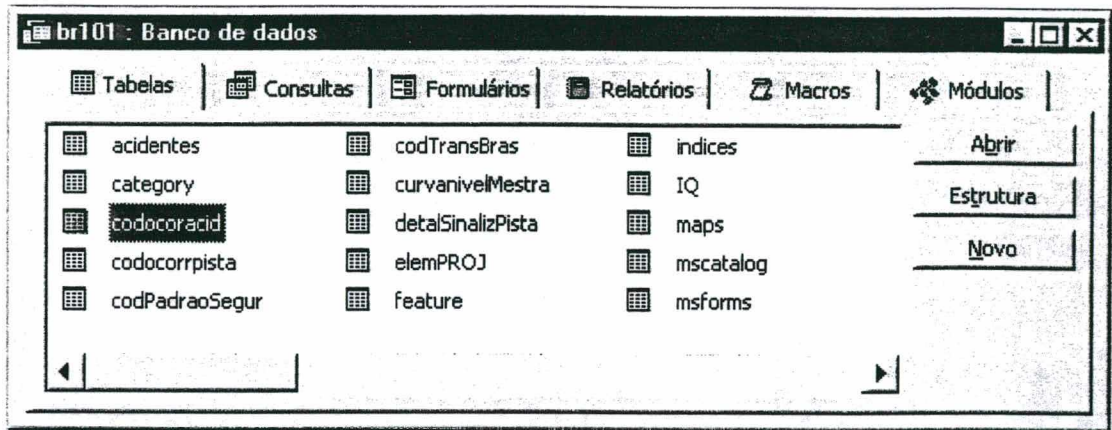 br101 : Banco de dados
Tabelas Consultas Formulários Relatórios Macros Módulos
acidentes codTransBras indices Abrir
category curvanivelMestra IQ Estrutura
codocoracid detalSinalizPista maps
codocorrpista elemPROJ mscatalog Novo
codPadraoSegur feature msforms